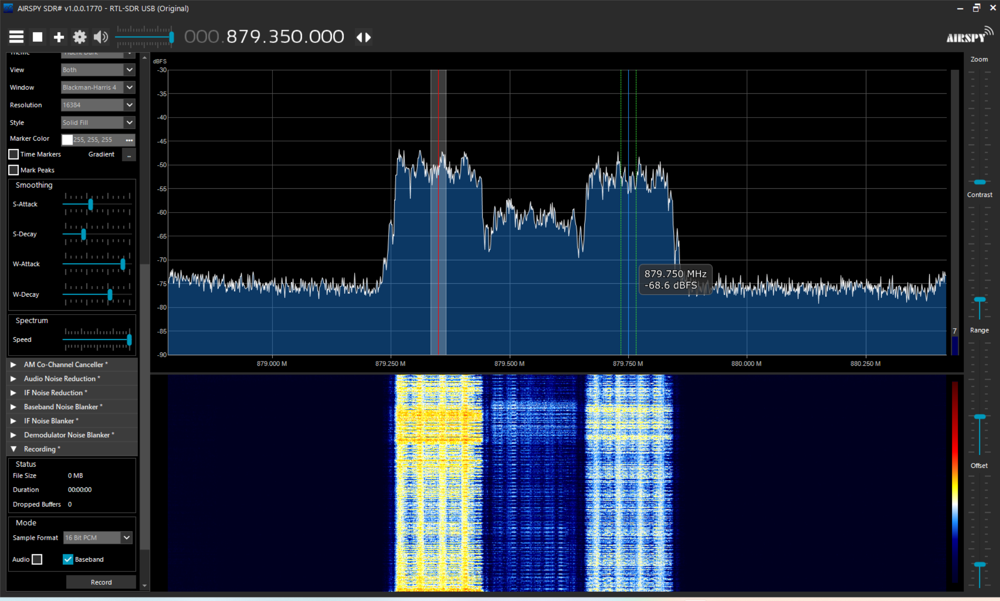 AIRSPY SDR# v1.0.0.1770 - RTL-SDR USB (Original)
000.879.350.000
AIRSPY
Theme Fluent Dark
View Both
Window Blackman-Harris 4
Resolution 16384
Style Solid Fill
Marker Color 255, 255, 255 •••
Time Markers Gradient ...
Mark Peaks
Smoothing
S-Attack
S-Decay
W-Attack
W-Decay
Spectrum
Speed
AM Co-Channel Canceller *
Audio Noise Reduction *
IF Noise Reduction *
Baseband Noise Blanker *
IF Noise Blanker *
Demodulator Noise Blanker *
Recording *
Status
File Size 0 MB
Duration 00:00:00
Dropped Buffers 0
Mode
Sample Format 16 Bit PCM
Audio Baseband
Record
dBFS
-30
-35
-40
-45
-50
-55
-60
-65
-70
-75
-80
-85
-90
879.750 MHz
-68.6 dBFS
879.000 M 879.250 M 879.500 M 879.750 M 880.000 M 880.250 M
7
Zoom
Contrast
Range
Offset